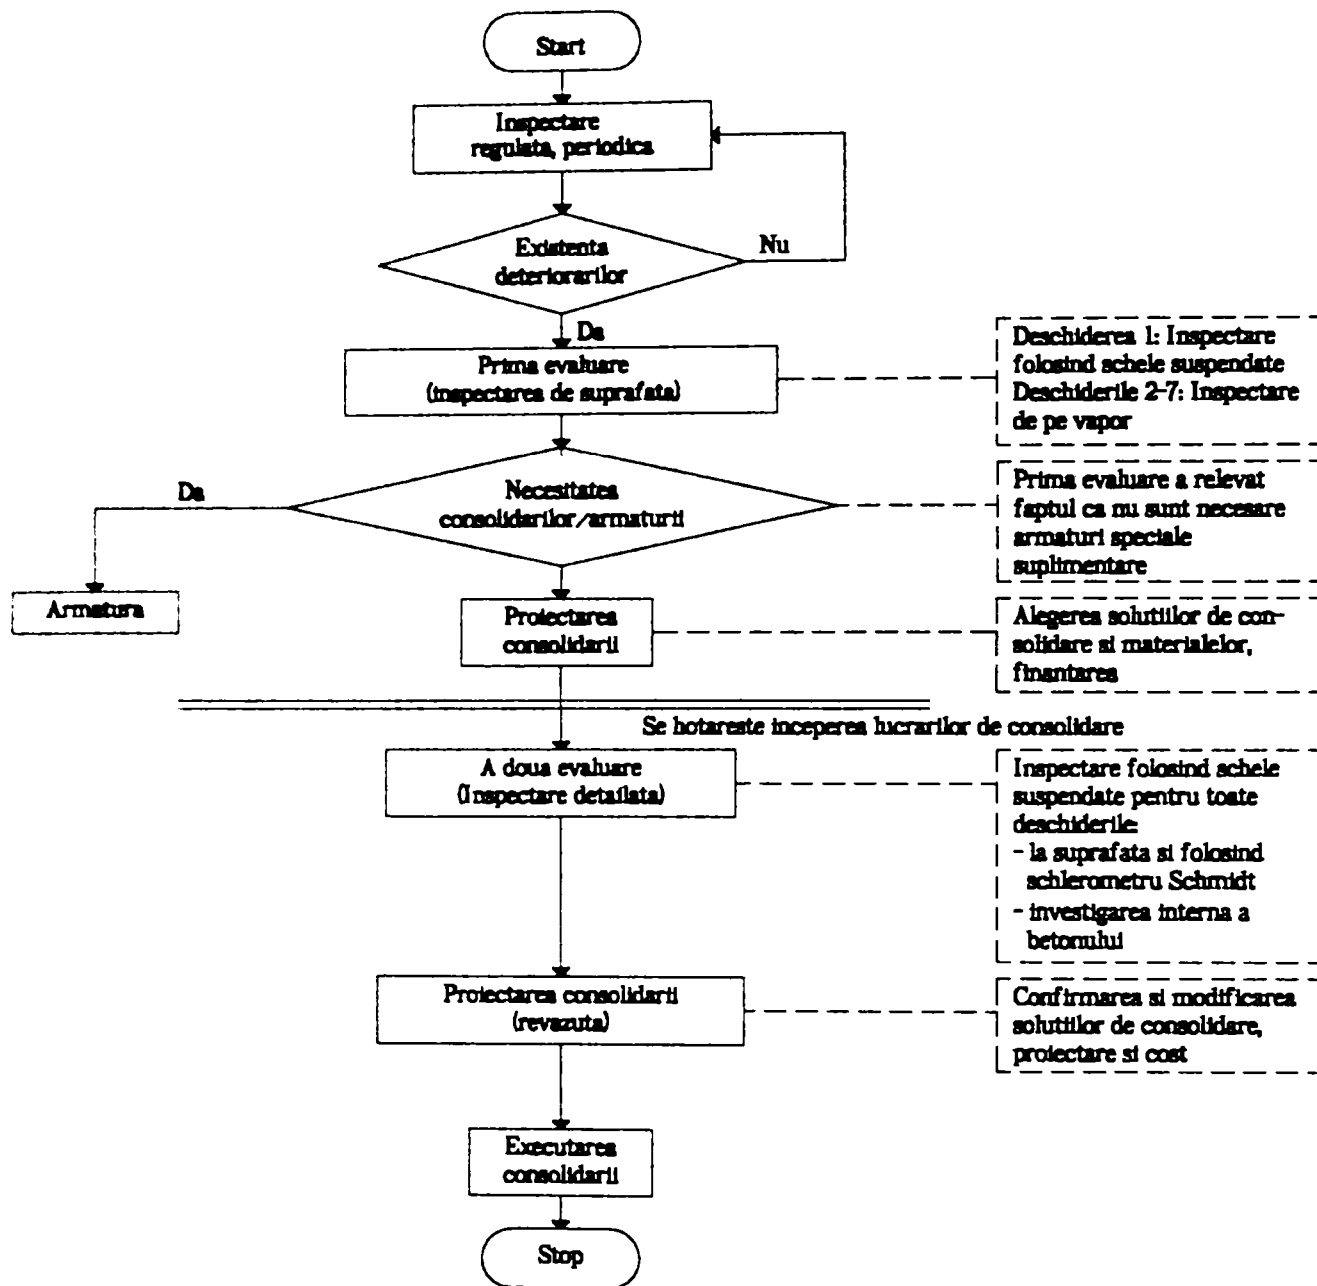 Start
Inspectare
regulata, periodica
Existenta
deteriorarilor
Nu
Da
Prima evaluare
(inspectarea de suprafata)
Deschiderea 1: Inspectare
folosind schele suspendate
Deschiderile 2-7: Inspectare
de pe vapor
Da
Necesitatea
consolidarilor/armaturii
Prima evaluare a relevat
faptul ca nu sunt necesare
armaturi speciale
suplimentare
Armatura
Proiectarea
consolidarii
Alegerea solutiilor de con-
solidare si materialelor,
finantarea
Se hotareste inceperea lucrarilor de consolidare
A doua evaluare
(Inspectare detailata)
Inspectare folosind schele
suspendate pentru toate
deschiderile:
- la suprafata si folosind
schlerometru Schmidt
- investigarea interna a
betonului
Proiectarea consolidarii
(revazuta)
Confirmarea si modificarea
solutiilor de consolidare,
proiectare si cost
Executarea
consolidarii
Stop